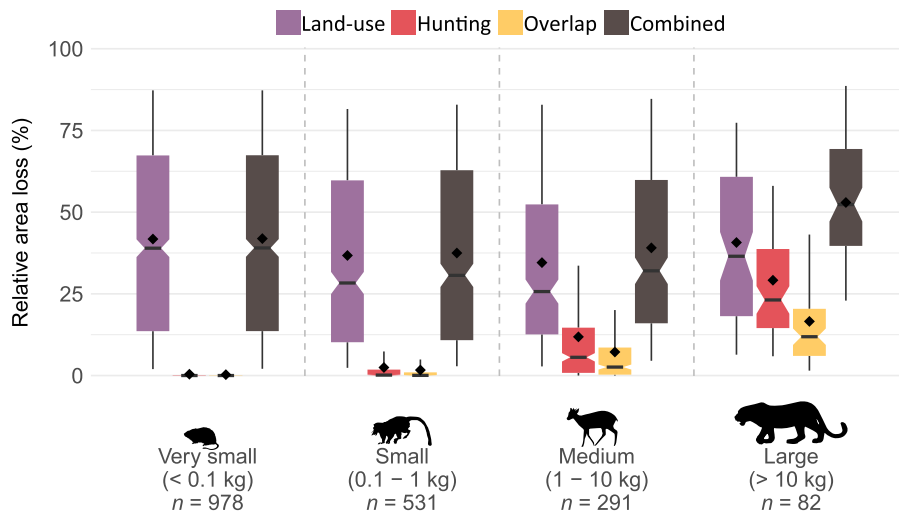 Land-use Hunting Overlap Combined
100
75
50
25
0
Relative area loss (%)
Very small
(< 0.1 kg)
n = 978
Small
(0.1 − 1 kg)
n = 531
Medium
(1 − 10 kg)
n = 291
Large
(> 10 kg)
n = 82